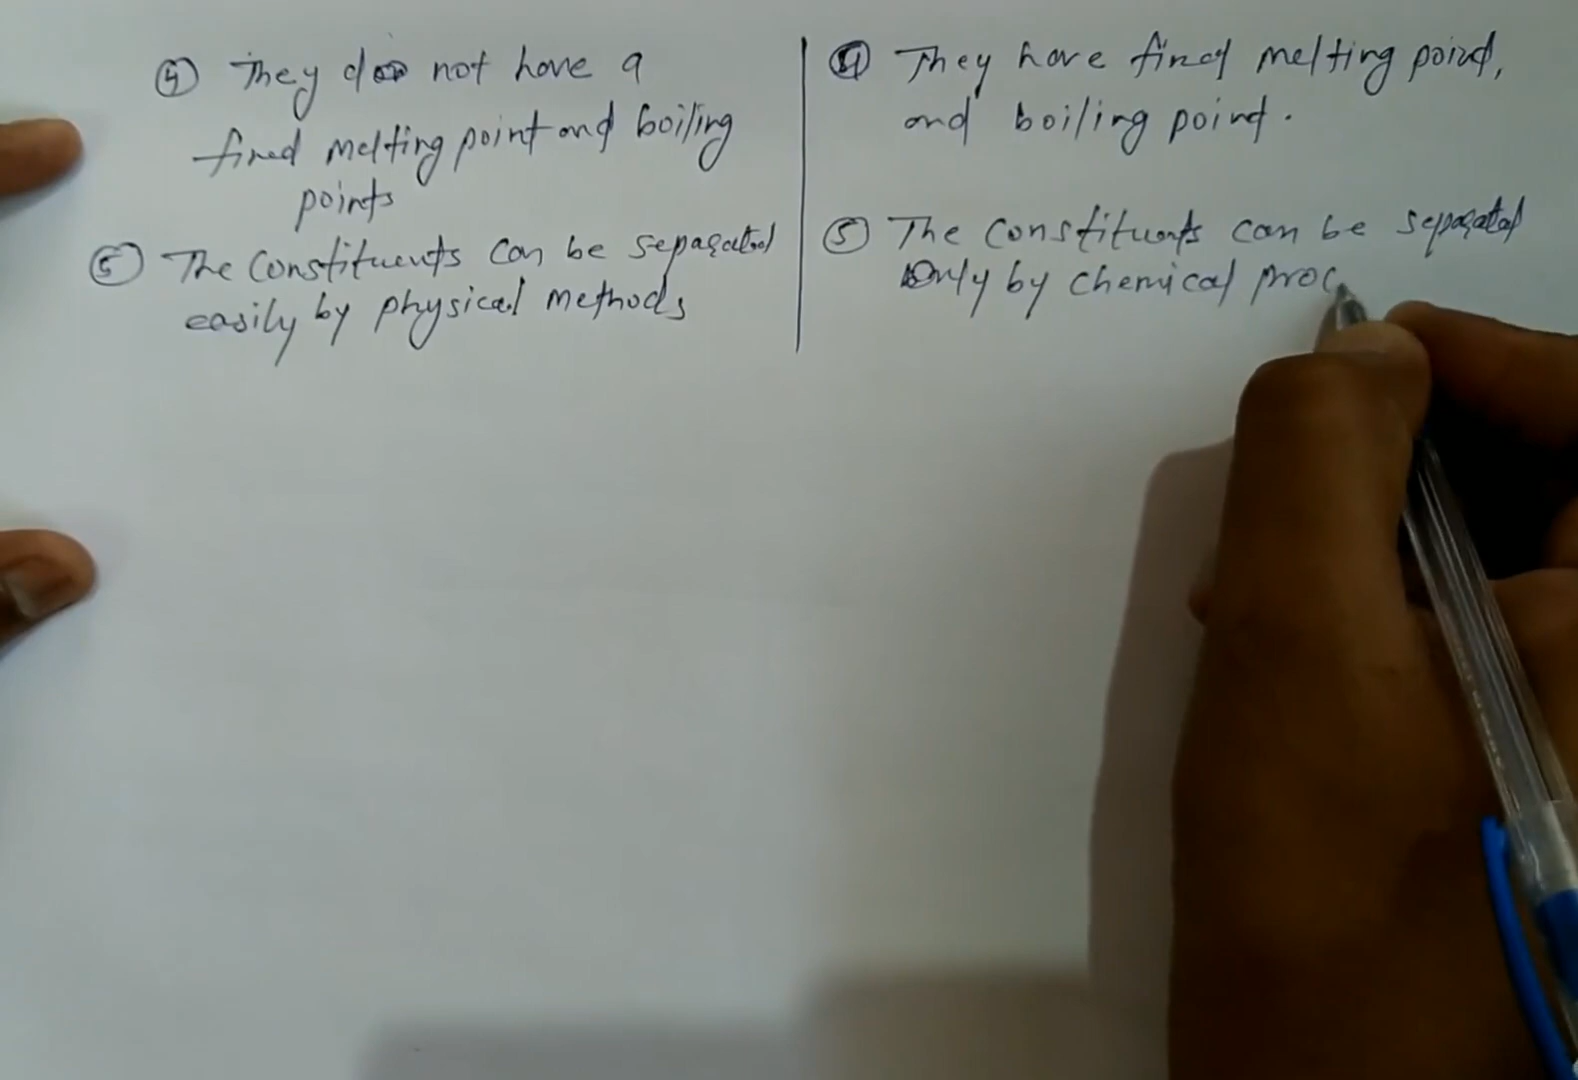 ④ They do not have a
fixed melting point and boiling
points
⑤ The Constituents can be separated
easily by physical methods
④ They have fixed melting point,
and boiling point.
⑤ The Constituents can be separated
Only by chemical proc